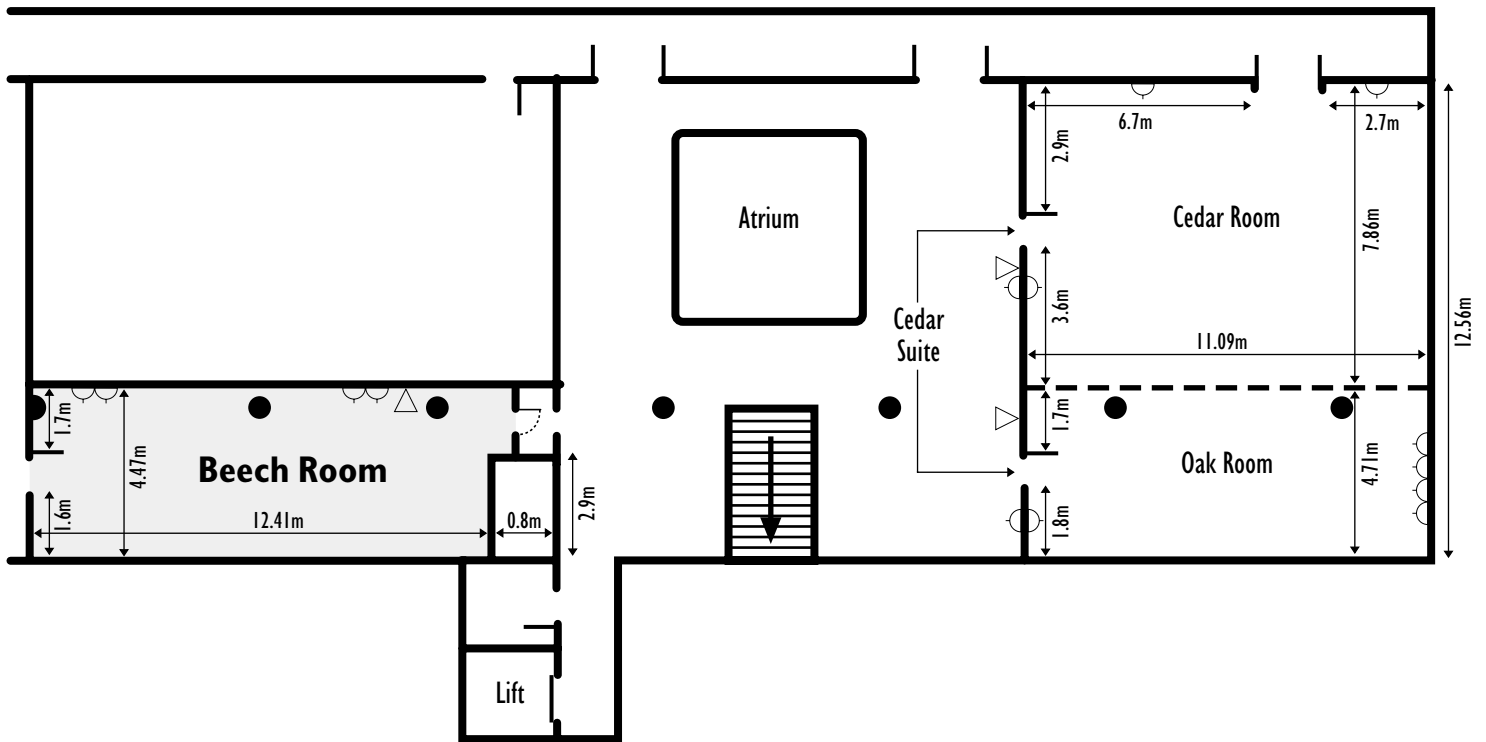 6.7m
2.7m
2.9m
Atrium
Cedar Room
7.86m
12.56m
3.6m
Cedar
Suite
11.09m
1.7m
1.7m
4.47m
Beech Room
Oak Room
4.71m
1.6m
12.41m
0.8m
2.9m
1.8m
Lift